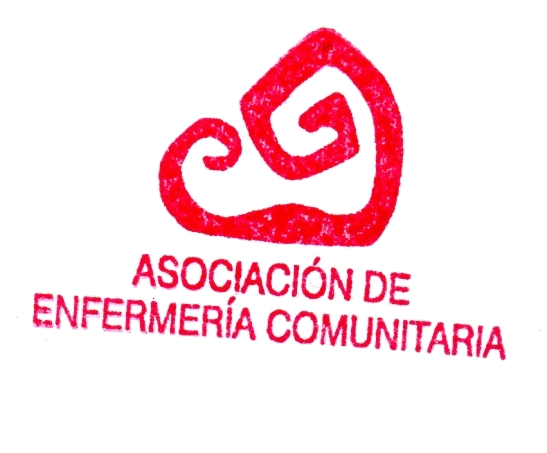 ASOCIACIÓN DE
ENFERMERÍA COMUNITARIA